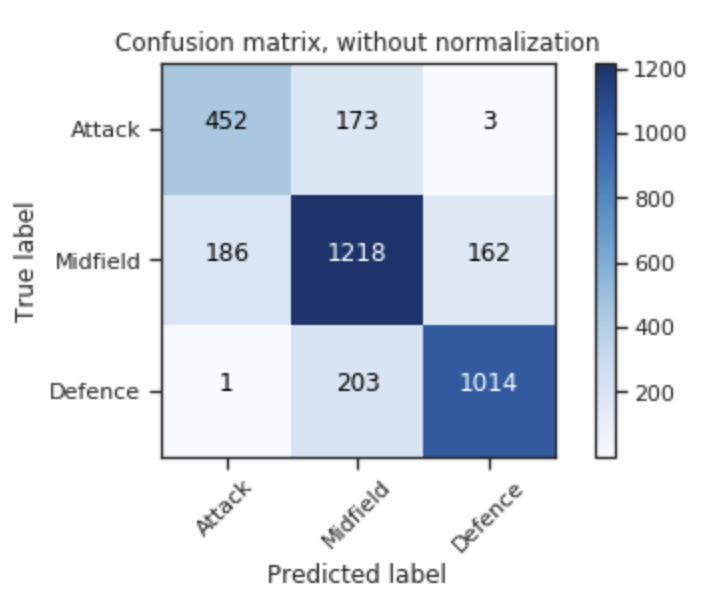 Confusion matrix, without normalization
Attack 452 173 3
Midfield 186 1218 162
Defence 1 203 1014
True label
Attack Midfield Defence
Predicted label
1200
1000
800
600
400
200